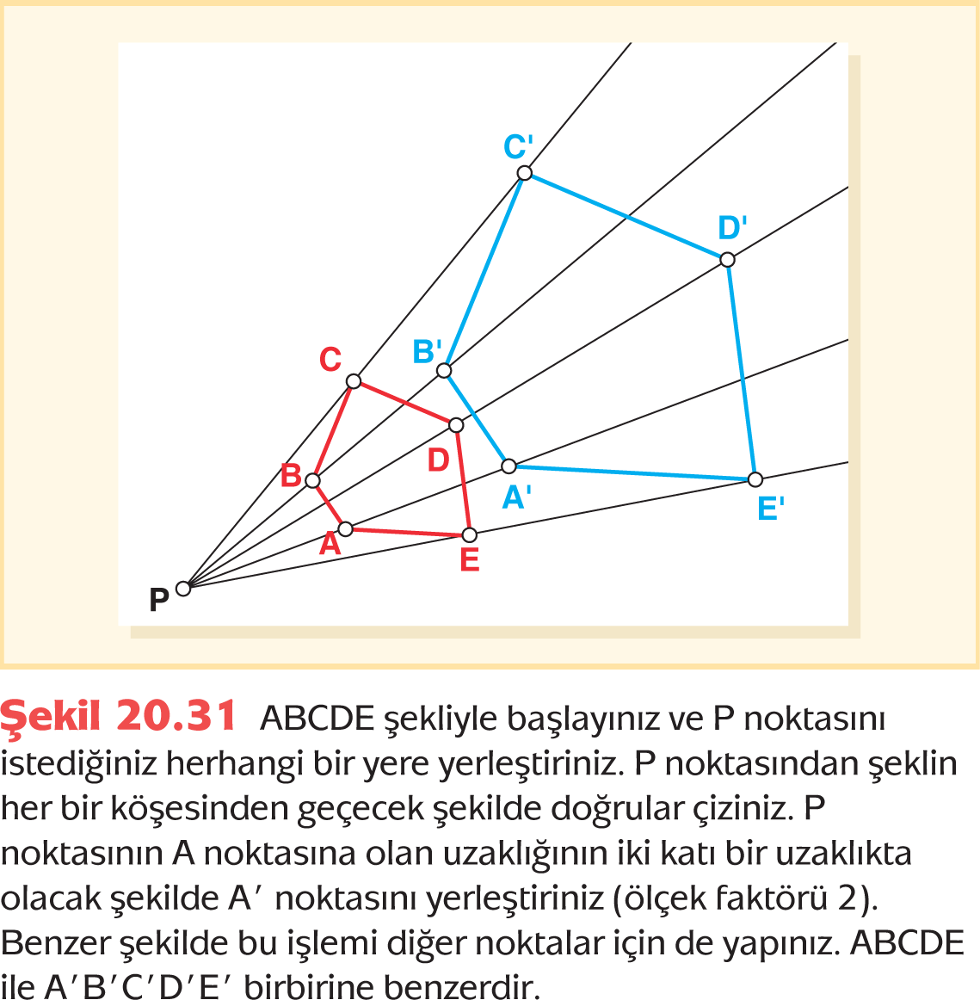 C'
D'
C
B'
B
D
A'
E'
A
E
P
Şekil 20.31 ABCDE şekliyle başlayınız ve P noktasını
istediğiniz herhangi bir yere yerleştiriniz. P noktasından şeklin
her bir köşesinden geçecek şekilde doğrular çiziniz. P
noktasının A noktasına olan uzaklığının iki katı bir uzaklıkta
olacak şekilde A′ noktasını yerleştiriniz (ölçek faktörü 2).
Benzer şekilde bu işlemi diğer noktalar için de yapınız. ABCDE
ile A′B′C′D′E′ birbirine benzerdir.